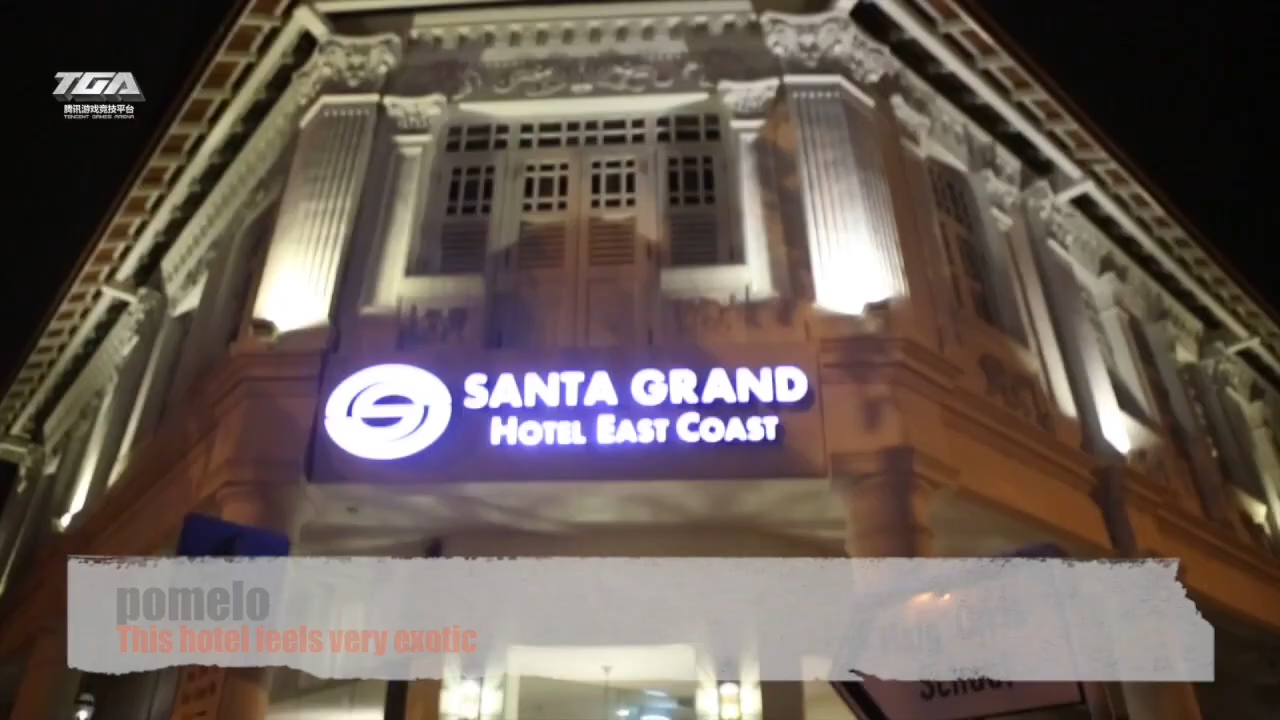 TGA
腾讯游戏竞技平台
TENCENT GAMES ARENA
SANTA GRAND
HOTEL EAST COAST
pomelo
This hotel feels very exotic